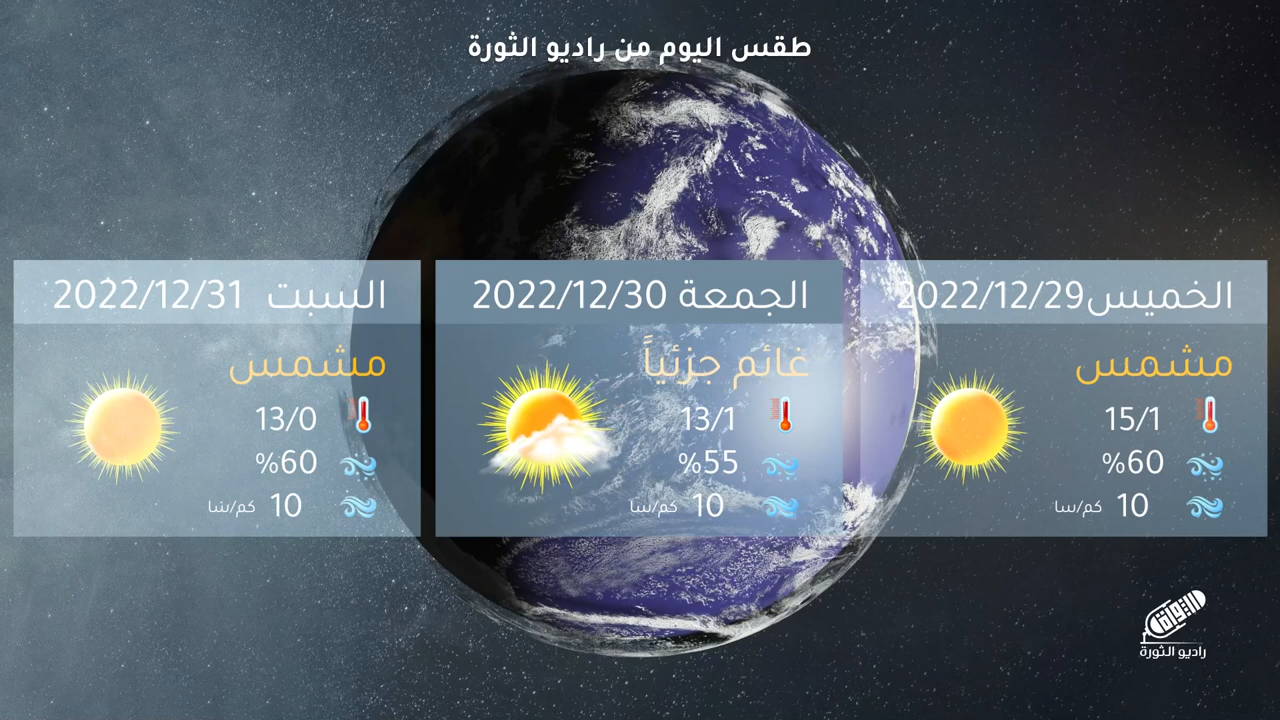 طقس اليوم من راديو الثورة
الخميس2022/12/29
مشمس
15/1
%60
10 كم/سا
الجمعة 2022/12/30
غائم جزئياً
13/1
%55
10 كم/سا
السبت 2022/12/31
مشمس
13/0
%60
10 كم/شا
الثورة
راديو الثورة